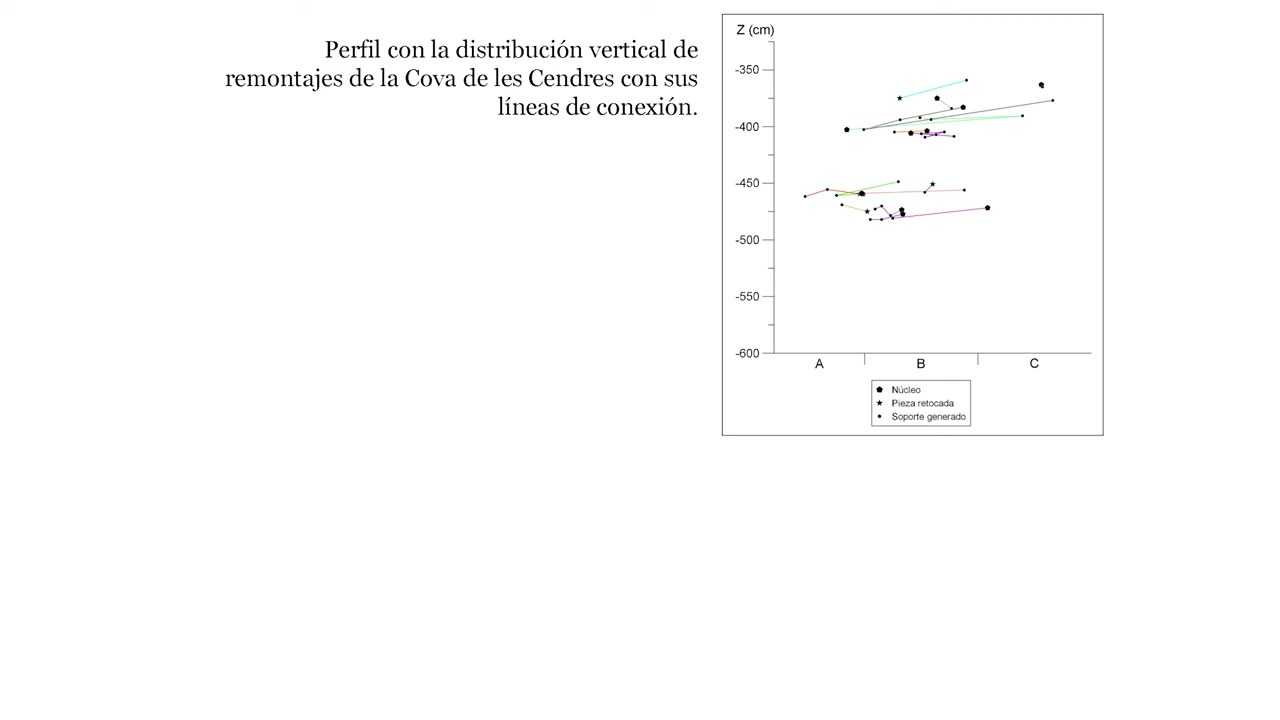 Perfil con la distribución vertical de
remontajes de la Cova de les Cendres con sus
líneas de conexión.
Z (cm)
-350
-400
-450
-500
-550
-600
A B C
Núcleo
Pieza retocada
Soporte generado